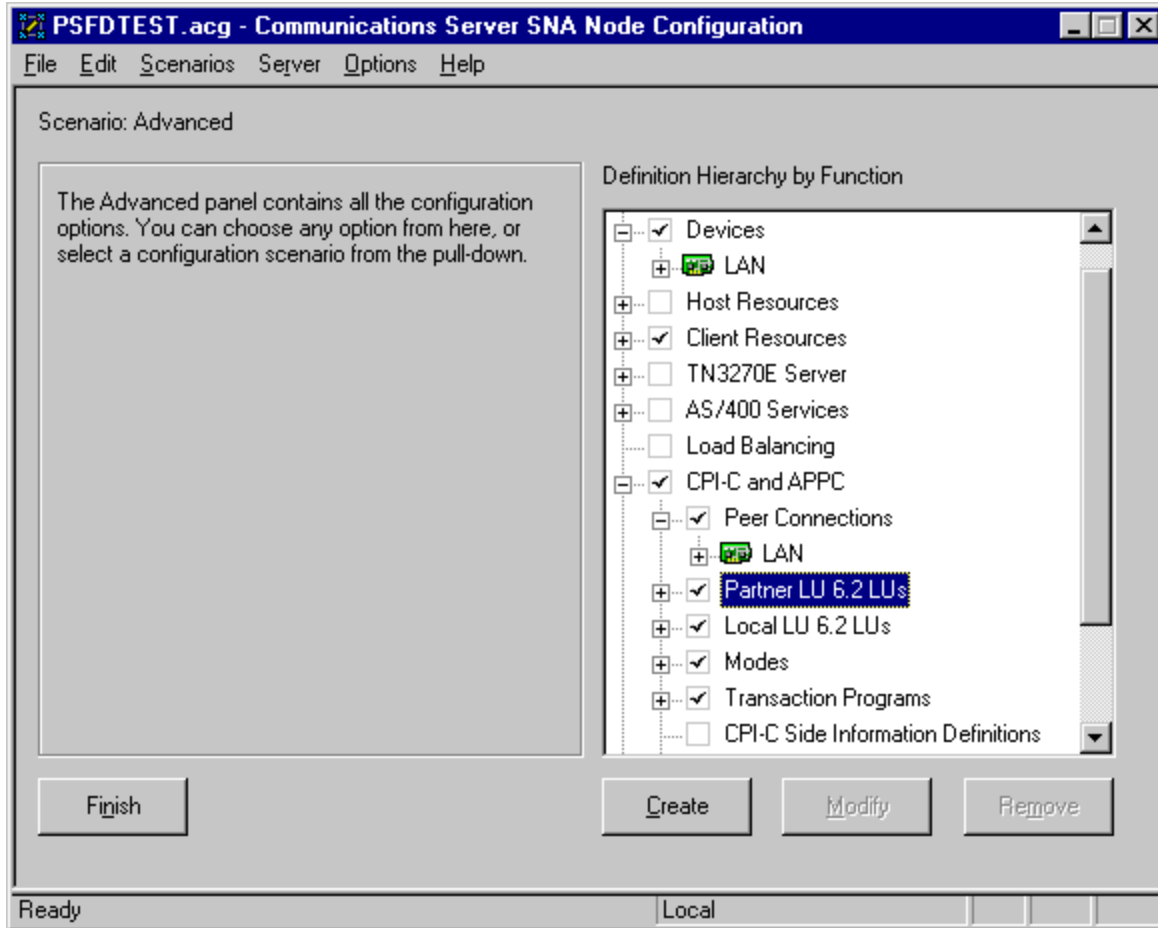 PSFDTEST.acg - Communications Server SNA Node Configuration
File Edit Scenarios Server Options Help
Scenario: Advanced
The Advanced panel contains all the configuration
options. You can choose any option from here, or
select a configuration scenario from the pull-down.
Definition Hierarchy by Function
Devices
LAN
Host Resources
Client Resources
TN3270E Server
AS/400 Services
Load Balancing
CPI-C and APPC
Peer Connections
LAN
Partner LU 6.2 LUs
Local LU 6.2 LUs
Modes
Transaction Programs
CPI-C Side Information Definitions
Finish
Create
Modify
Remove
Ready
Local